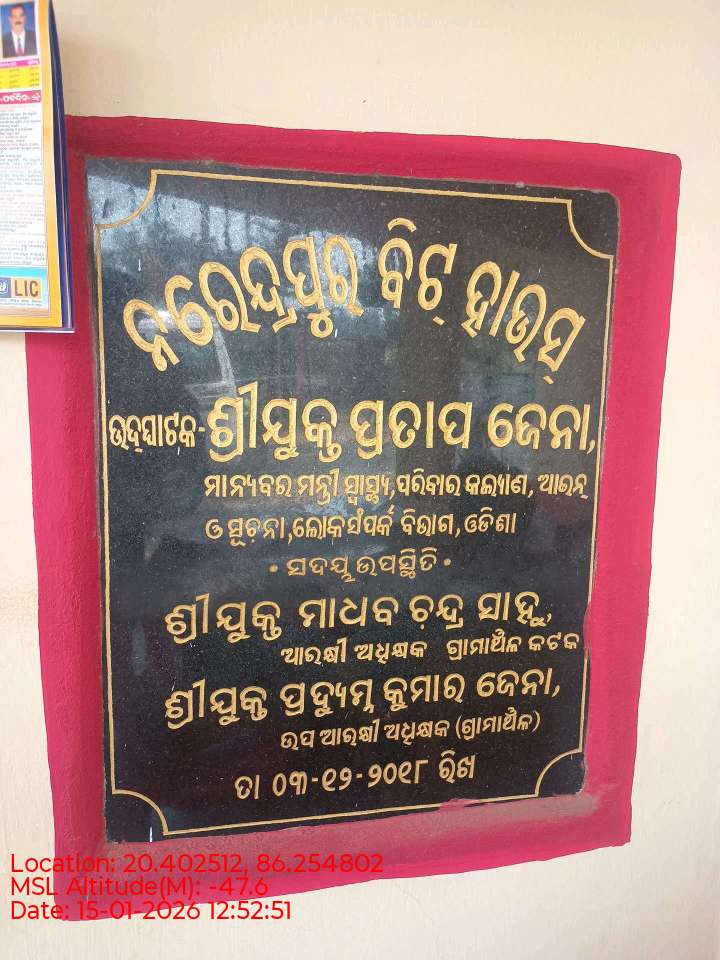 LIC
ନରେନ୍ଦ୍ରପୁର ବିଟ୍ ହାଉସ୍
ଉଦ୍‌ଘାଟକ-ଶ୍ରୀଯୁକ୍ତ ପ୍ରତାପ ଜେନା,
ମାନ୍ୟବର ମନ୍ତ୍ରୀ ସ୍ୱାସ୍ଥ୍ୟ,ପରିବାର କଲ୍ୟାଣ, ଆଇନ୍
ଓ ସୂଚନା,ଲୋକସଂପର୍କ ବିଭାଗ,ଓଡିଶା
• ସଦୟ ଉପସ୍ଥିତି •
ଶ୍ରୀଯୁକ୍ତ ମାଧବ ଚନ୍ଦ୍ର ସାହୁ,
ଆରକ୍ଷୀ ଅଧିକ୍ଷକ ଗ୍ରାମାଞ୍ଚଳ କଟକ
ଶ୍ରୀଯୁକ୍ତ ପ୍ରଦ୍ୟୁମ୍ନ କୁମାର ଜେନା,
ଉପ ଆରକ୍ଷୀ ଅଧିକ୍ଷକ (ଗ୍ରାମାଞ୍ଚଳ)
ତା ୦୩-୧୨-୨୦୧୮ ରିଖ
Location: 20.402512, 86.254802
MSL Altitude(M): -47.6
Date: 15-01-2026 12:52:51